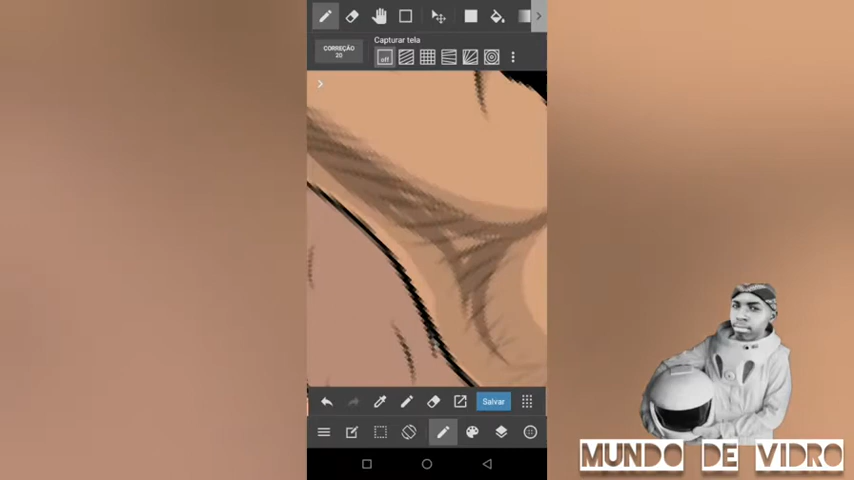 Capturar tela
CORREÇÃO
20
off
Salvar
MUNDO DE VIDRO